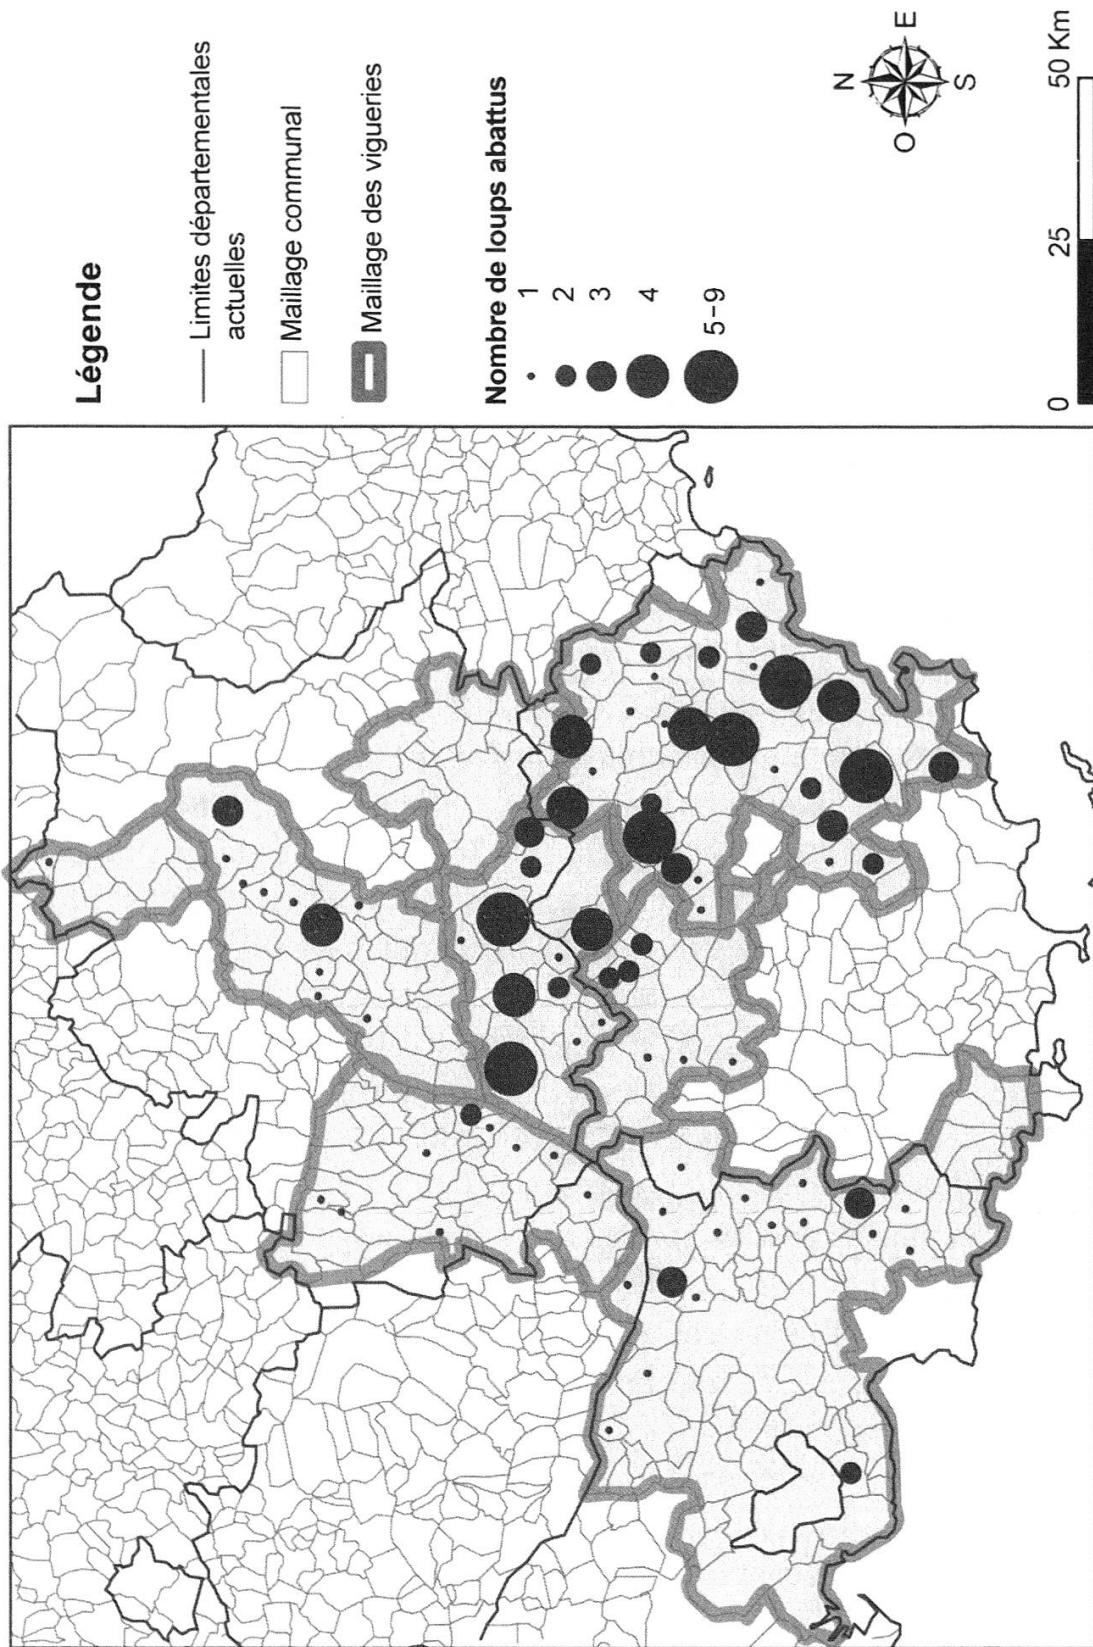 Légende
Limites départementales
actuelles
Maillage communal
Maillage des vigueries
Nombre de loups abattus
1
2
3
4
5-9
N
O
E
S
0
25
50 Km